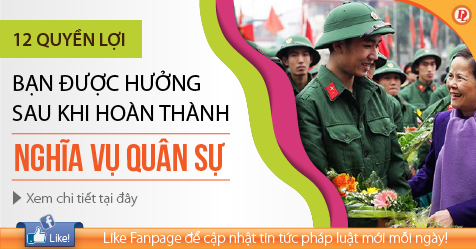 12 QUYỀN LỢI
BẠN ĐƯỢC HƯỞNG
SAU KHI HOÀN THÀNH
NGHĨA VỤ QUÂN SỰ
Xem chi tiết tại đây
Like!
Like Fanpage để cập nhật tin tức pháp luật mới mỗi ngày!